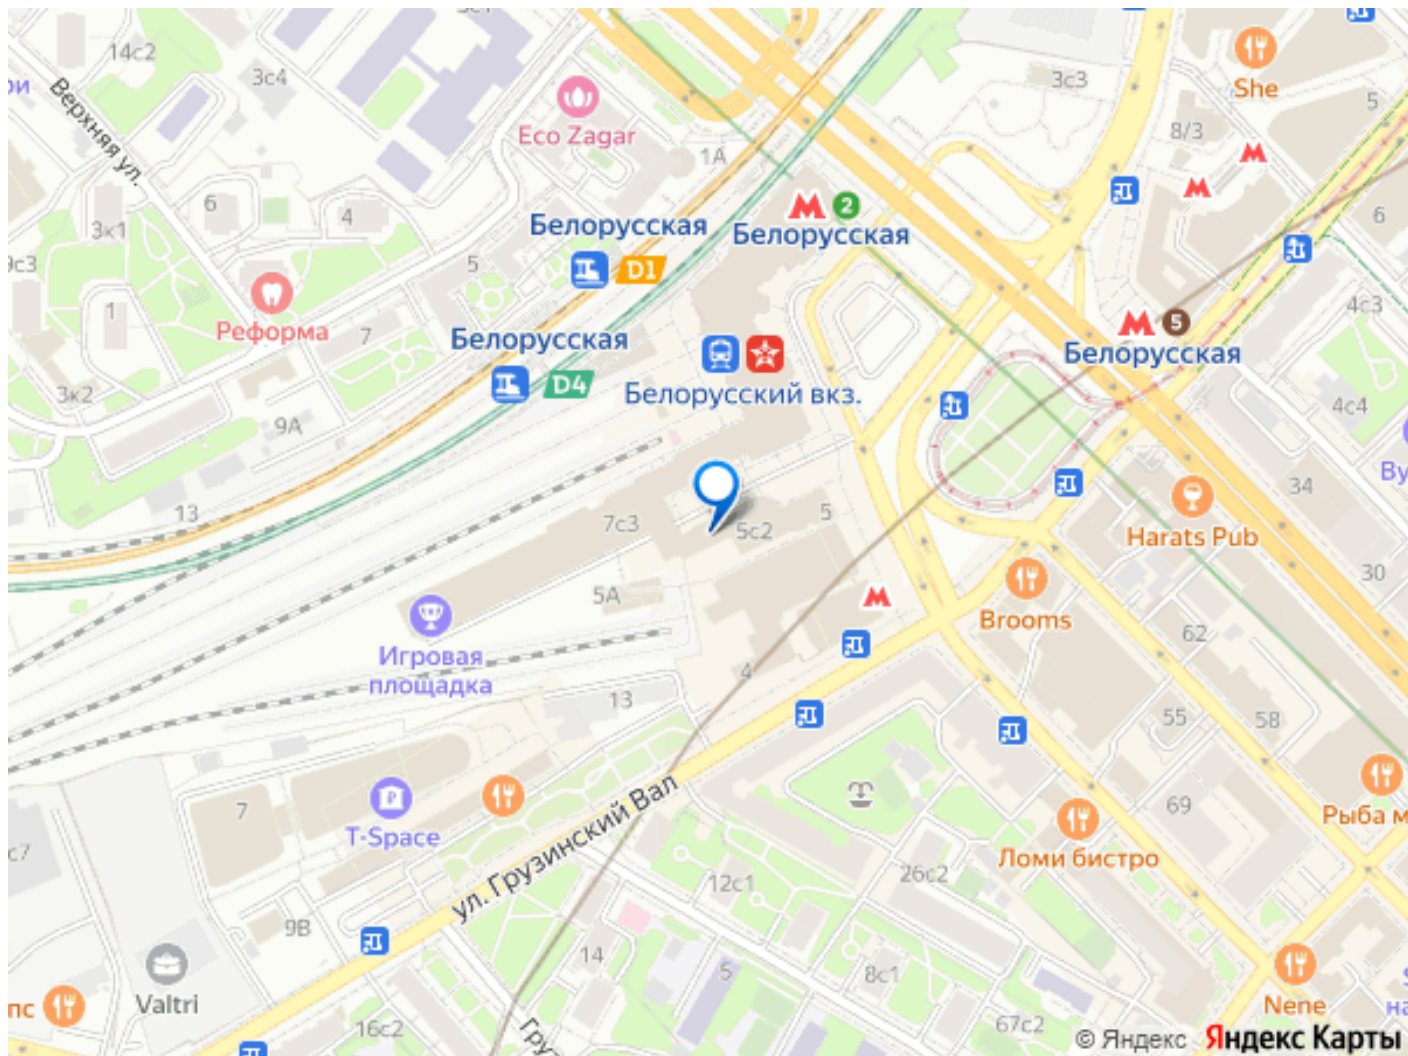 14с2
3с4
Верхняя ул.
Eco Zagar
1А
3с3
She
5
8/3
6
4
3к1
9с3
5
Белорусская
D1
2
Белорусская
6
1
Реформа
7
Белорусская
D4
Белорусский вкз.
5
Белорусская
4с3
3к2
9А
4с4
13
7с3
5с2
5
34
Harats Pub
30
5А
Brooms
62
Игровая
площадка
4
13
55
58
7
T-Space
ул. Грузинский Вал
69
Ломи бистро
12с1
26с2
9В
Valtri
14
5
8с1
Nene
16с2
67с2
© Яндекс Яндекс Карты